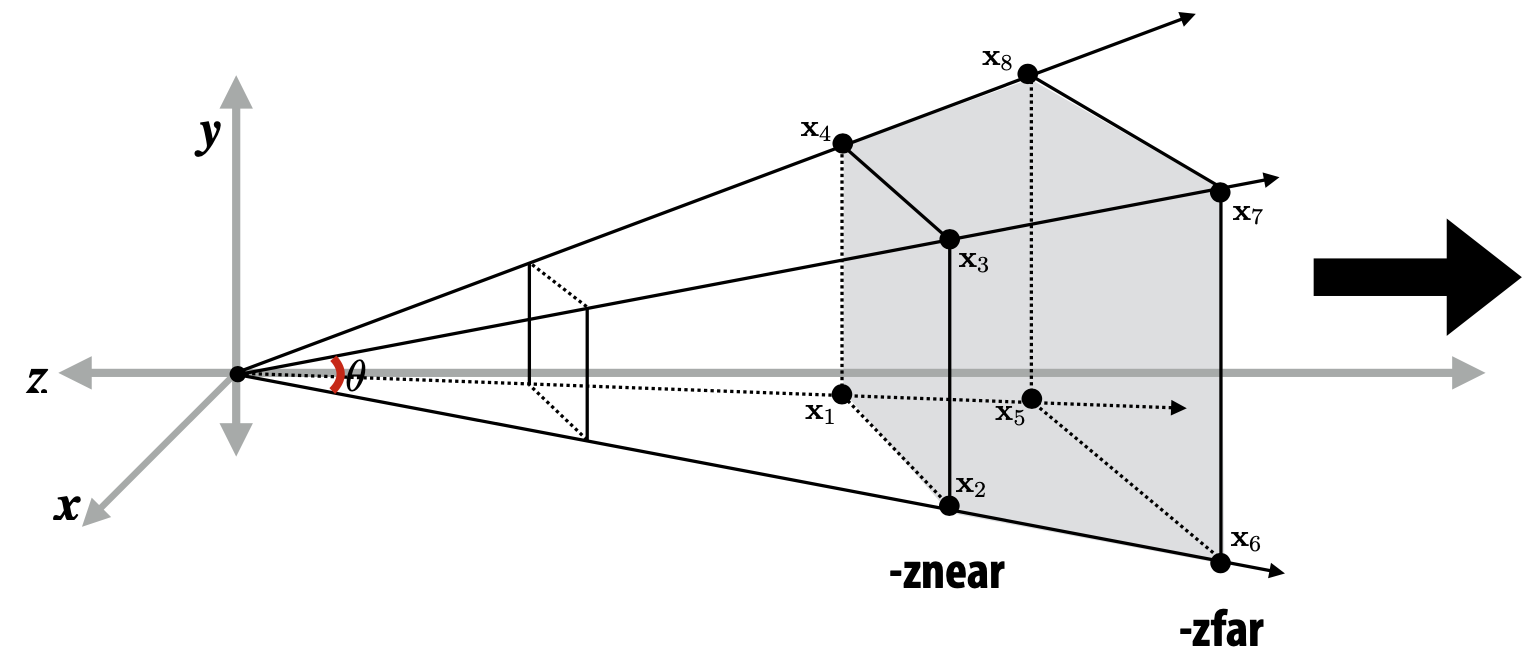 x₈
x₄
y
x₇
x₃
z
θ
x₁
x₅
x₂
x
x₆
-znear
-zfar